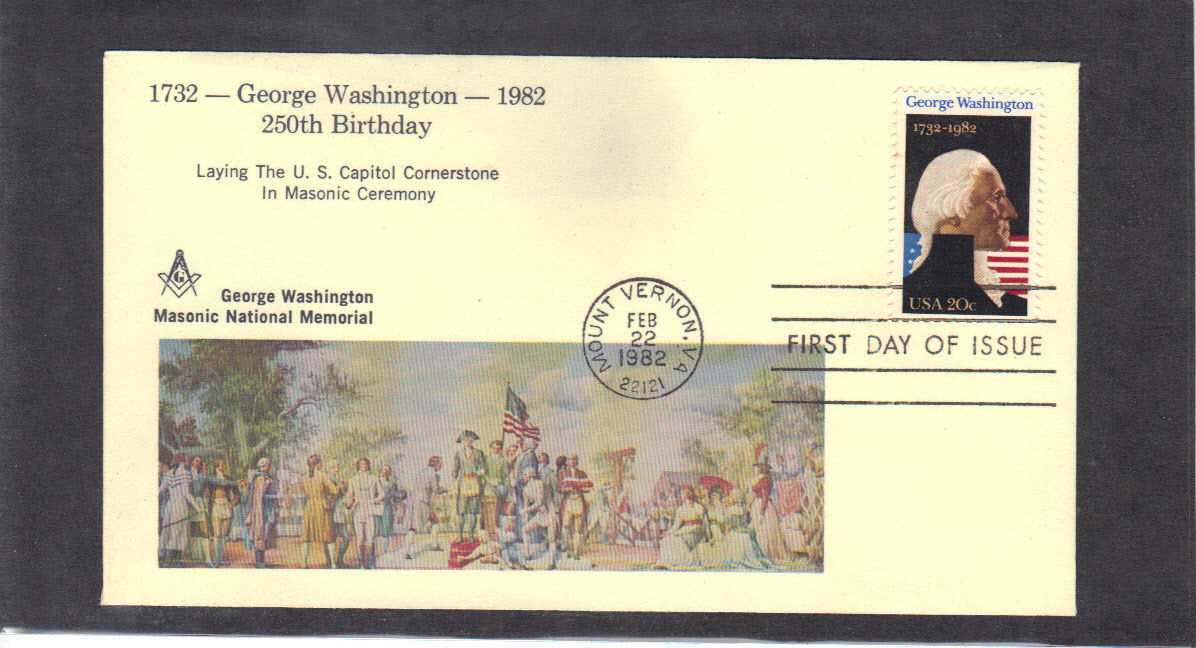 1732 — George Washington — 1982
250th Birthday
Laying The U. S. Capitol Cornerstone
In Masonic Ceremony
G
George Washington
Masonic National Memorial
George Washington
1732-1982
USA 20c
MOUNT VERNON, VA
FEB
22
1982
22121
FIRST DAY OF ISSUE